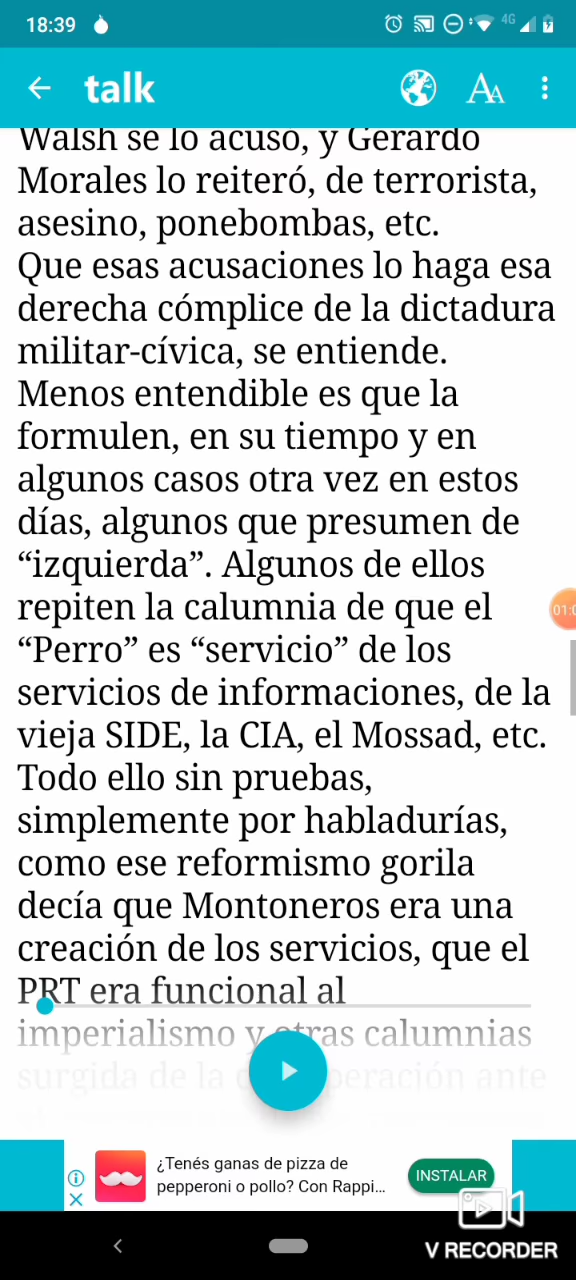 18:39
4G
talk
AA
Walsh se lo acusó, y Gerardo
Morales lo reiteró, de terrorista,
asesino, ponebombas, etc.
Que esas acusaciones lo haga esa
derecha cómplice de la dictadura
militar-cívica, se entiende.
Menos entendible es que la
formulen, en su tiempo y en
algunos casos otra vez en estos
días, algunos que presumen de
“izquierda”. Algunos de ellos
repiten la calumnia de que el
“Perro” es “servicio” de los
servicios de informaciones, de la
vieja SIDE, la CIA, el Mossad, etc.
Todo ello sin pruebas,
simplemente por habladurías,
como ese reformismo gorila
decía que Montoneros era una
creación de los servicios, que el
PRT era funcional al
imperialismo y otras calumnias
surgida de la ante
¿Tenés ganas de pizza de
pepperoni o pollo? Con Rappi...
INSTALAR
V RECORDER